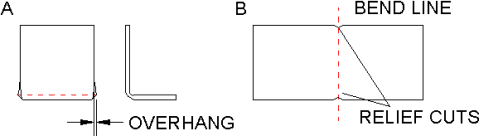 A
B
BEND LINE
OVERHANG
RELIEF CUTS